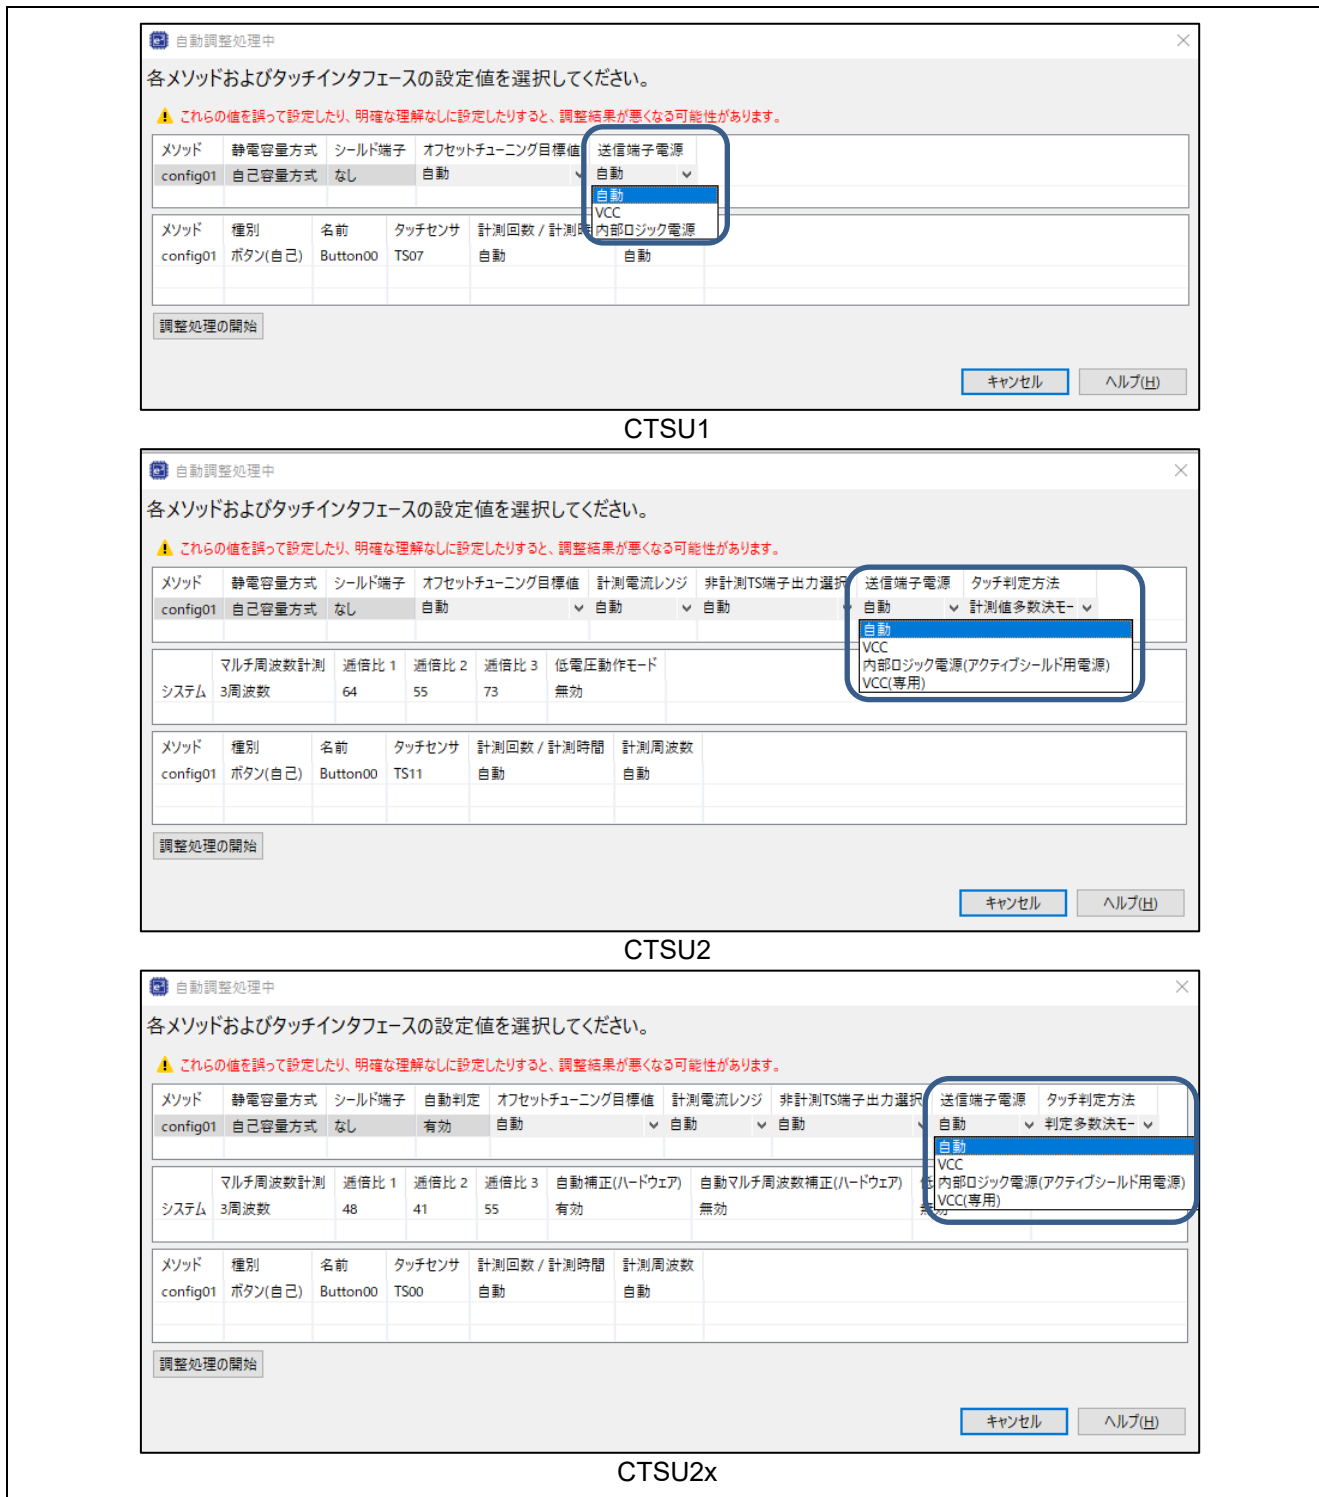 自動調整処理中
各メソッドおよびタッチインタフェースの設定値を選択してください。
これらの値を誤って設定したり、明確な理解なしに設定したりすると、調整結果が悪くなる可能性があります。
メソッド 静電容量方式 シールド端子 オフセットチューニング目標値 送信端子電源
config01 自己容量方式 なし 自動 自動
自動
VCC
内部ロジック電源
メソッド 種別 名前 タッチセンサ 計測回数 / 計測時
config01 ボタン(自己) Button00 TS07 自動 自動
調整処理の開始
キャンセル ヘルプ(H)
CTSU1
自動調整処理中
各メソッドおよびタッチインタフェースの設定値を選択してください。
これらの値を誤って設定したり、明確な理解なしに設定したりすると、調整結果が悪くなる可能性があります。
メソッド 静電容量方式 シールド端子 オフセットチューニング目標値 計測電流レンジ 非計測TS端子出力選択 送信端子電源 タッチ判定方法
config01 自己容量方式 なし 自動 自動 自動 自動 計測値多数決モー
自動
VCC
内部ロジック電源(アクティブシールド用電源)
VCC(専用)
マルチ周波数計測 逓倍比 1 逓倍比 2 逓倍比 3 低電圧動作モード
システム 3周波数 64 55 73 無効
メソッド 種別 名前 タッチセンサ 計測回数 / 計測時間 計測周波数
config01 ボタン(自己) Button00 TS11 自動 自動
調整処理の開始
キャンセル ヘルプ(H)
CTSU2
自動調整処理中
各メソッドおよびタッチインタフェースの設定値を選択してください。
これらの値を誤って設定したり、明確な理解なしに設定したりすると、調整結果が悪くなる可能性があります。
メソッド 静電容量方式 シールド端子 自動判定 オフセットチューニング目標値 計測電流レンジ 非計測TS端子出力選択 送信端子電源 タッチ判定方法
config01 自己容量方式 なし 有効 自動 自動 自動 自動 判定多数決モー
自動
VCC
内部ロジック電源(アクティブシールド用電源)
VCC(専用)
マルチ周波数計測 逓倍比 1 逓倍比 2 逓倍比 3 自動補正(ハードウェア) 自動マルチ周波数補正(ハードウェア)
システム 3周波数 48 41 55 有効 無効
メソッド 種別 名前 タッチセンサ 計測回数 / 計測時間 計測周波数
config01 ボタン(自己) Button00 TS00 自動 自動
調整処理の開始
キャンセル ヘルプ(H)
CTSU2x